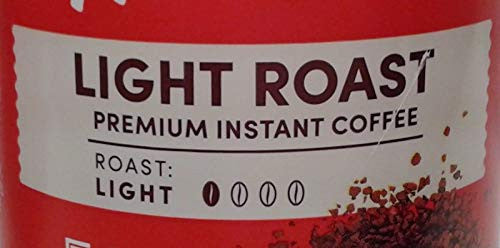 LIGHT ROAST
PREMIUM INSTANT COFFEE
ROAST:
LIGHT